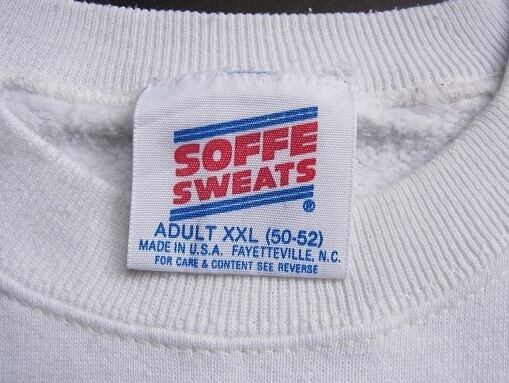 SOFFE
SWEATS
®
ADULT XXL (50-52)
MADE IN U.S.A. FAYETTEVILLE, N.C.
FOR CARE & CONTENT SEE REVERSE